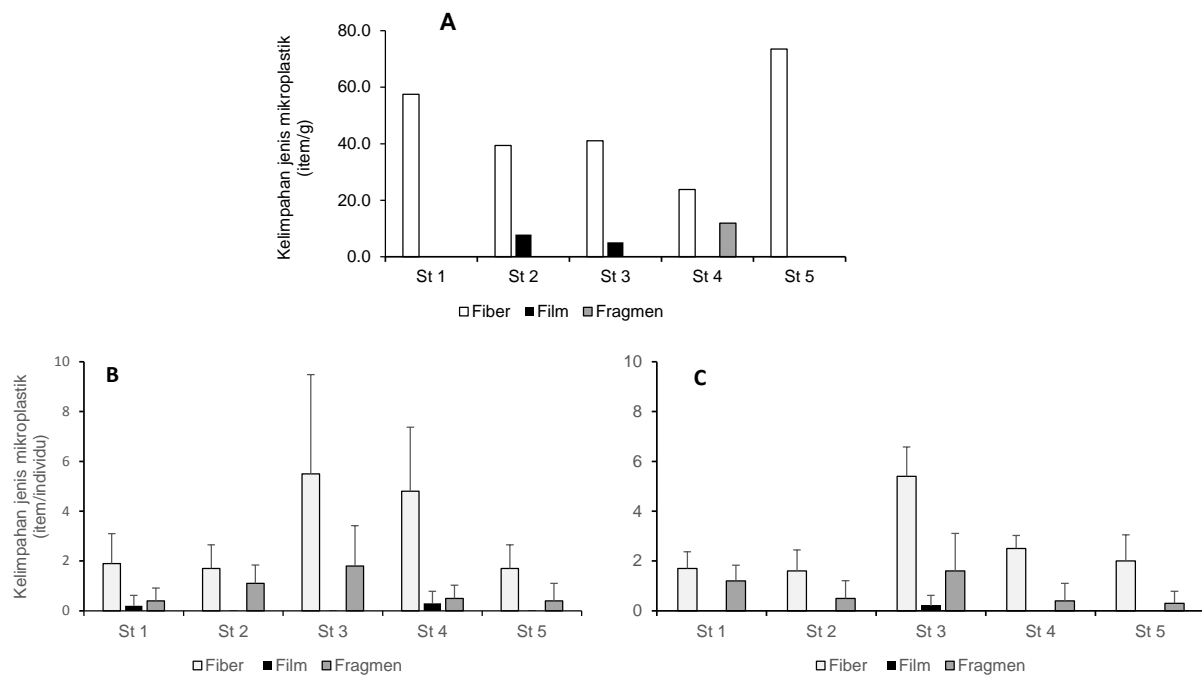 A
Kelimpahan jenis mikroplastik
(item/g)
80.0
60.0
40.0
20.0
0.0
St 1 St 2 St 3 St 4 St 5
Fiber Film Fragmen
B
Kelimpahan jenis mikroplastik
(item/individu)
10
8
6
4
2
0
St 1 St 2 St 3 St 4 St 5
Fiber Film Fragmen
C
10
8
6
4
2
0
St 1 St 2 St 3 St 4 St 5
Fiber Film Fragmen